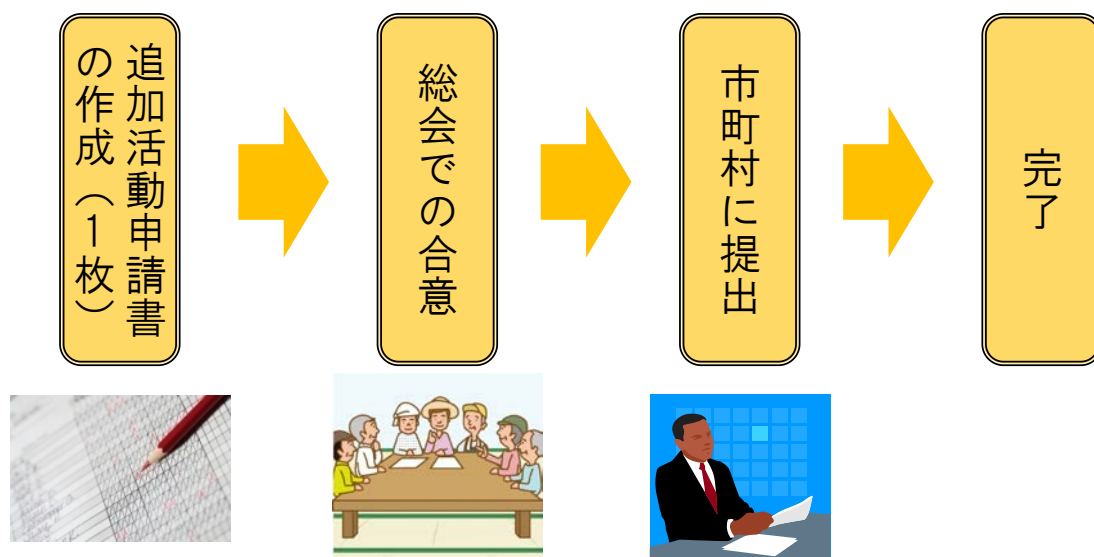 追加活動申請書
の作成（１枚）
総会での合意
市町村に提出
完了